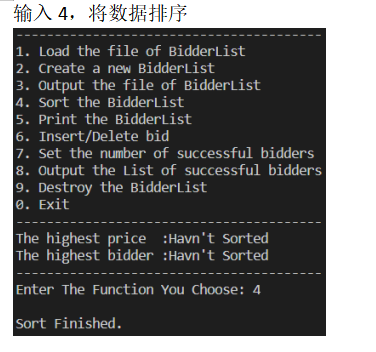 输入 4，将数据排序
--------------------------------------
1. Load the file of BidderList
2. Create a new BidderList
3. Output the file of BidderList
4. Sort the BidderList
5. Print the BidderList
6. Insert/Delete bid
7. Set the number of successful bidders
8. Output the List of successful bidders
9. Destroy the BidderList
0. Exit
--------------------------------------
The highest price  :Havn't Sorted
The highest bidder :Havn't Sorted
--------------------------------------
Enter The Function You Choose: 4
Sort Finished.